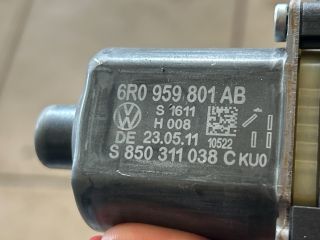 6R0 959 801 AB
S 1611
H 008
DE 23.05.11 10522
S 850 311 038 C KU0